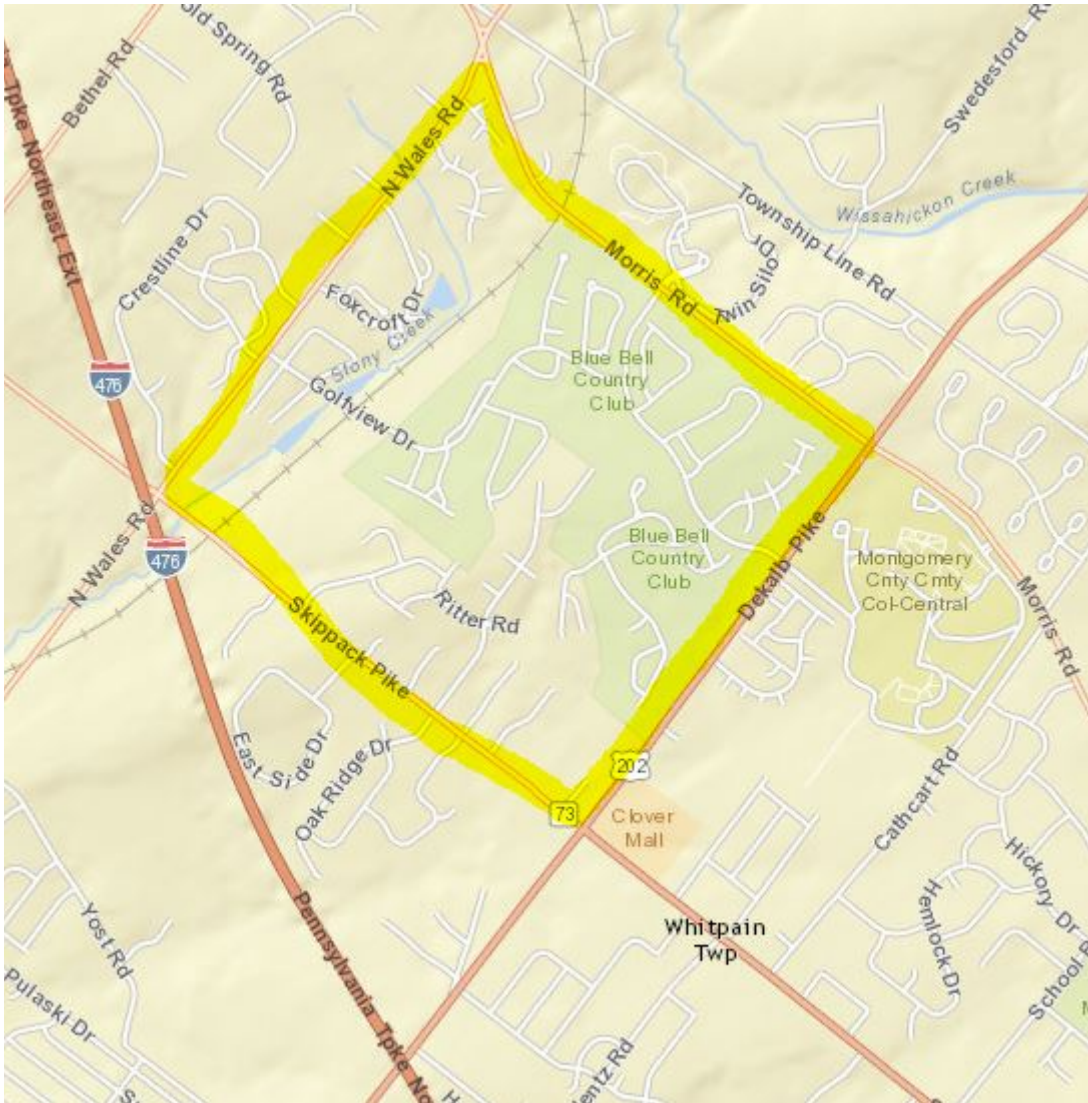 old Spring Rd
Bethel Rd
Tpke Northeast Ext
N Wales Rd
Swedesford
Crestline Dr
Wissahickon Creek
Township Line Rd
Twin Silo Dr
Morris Rd
Foxcroft Dr
Stony Creek
476
Blue Bell
Country
Club
Golfview Dr
N Wales Rd
476
Blue Bell
Country
Club
Dekalb Pike
Montgomery
Cnty Cmty
Col-Central
Morris Rd
Ritter Rd
Skippack Pike
East Side Dr
Oak Ridge Dr
202
73
Clover
Mall
Cathcart Rd
Hickory Dr
Hemlock Dr
Whitpain
Twp
Yost Rd
Pulaski Dr
Pennsylvania Tpke No
School
entz Rd